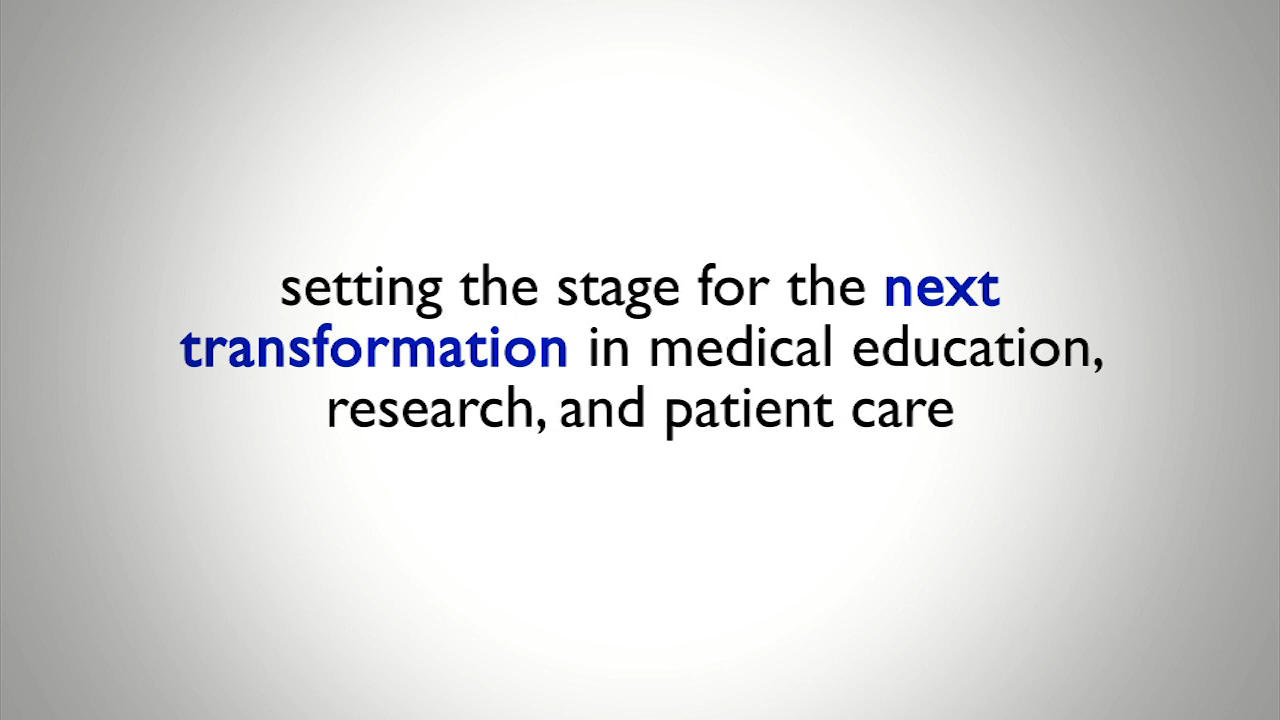 setting the stage for the next
transformation in medical education,
research, and patient care